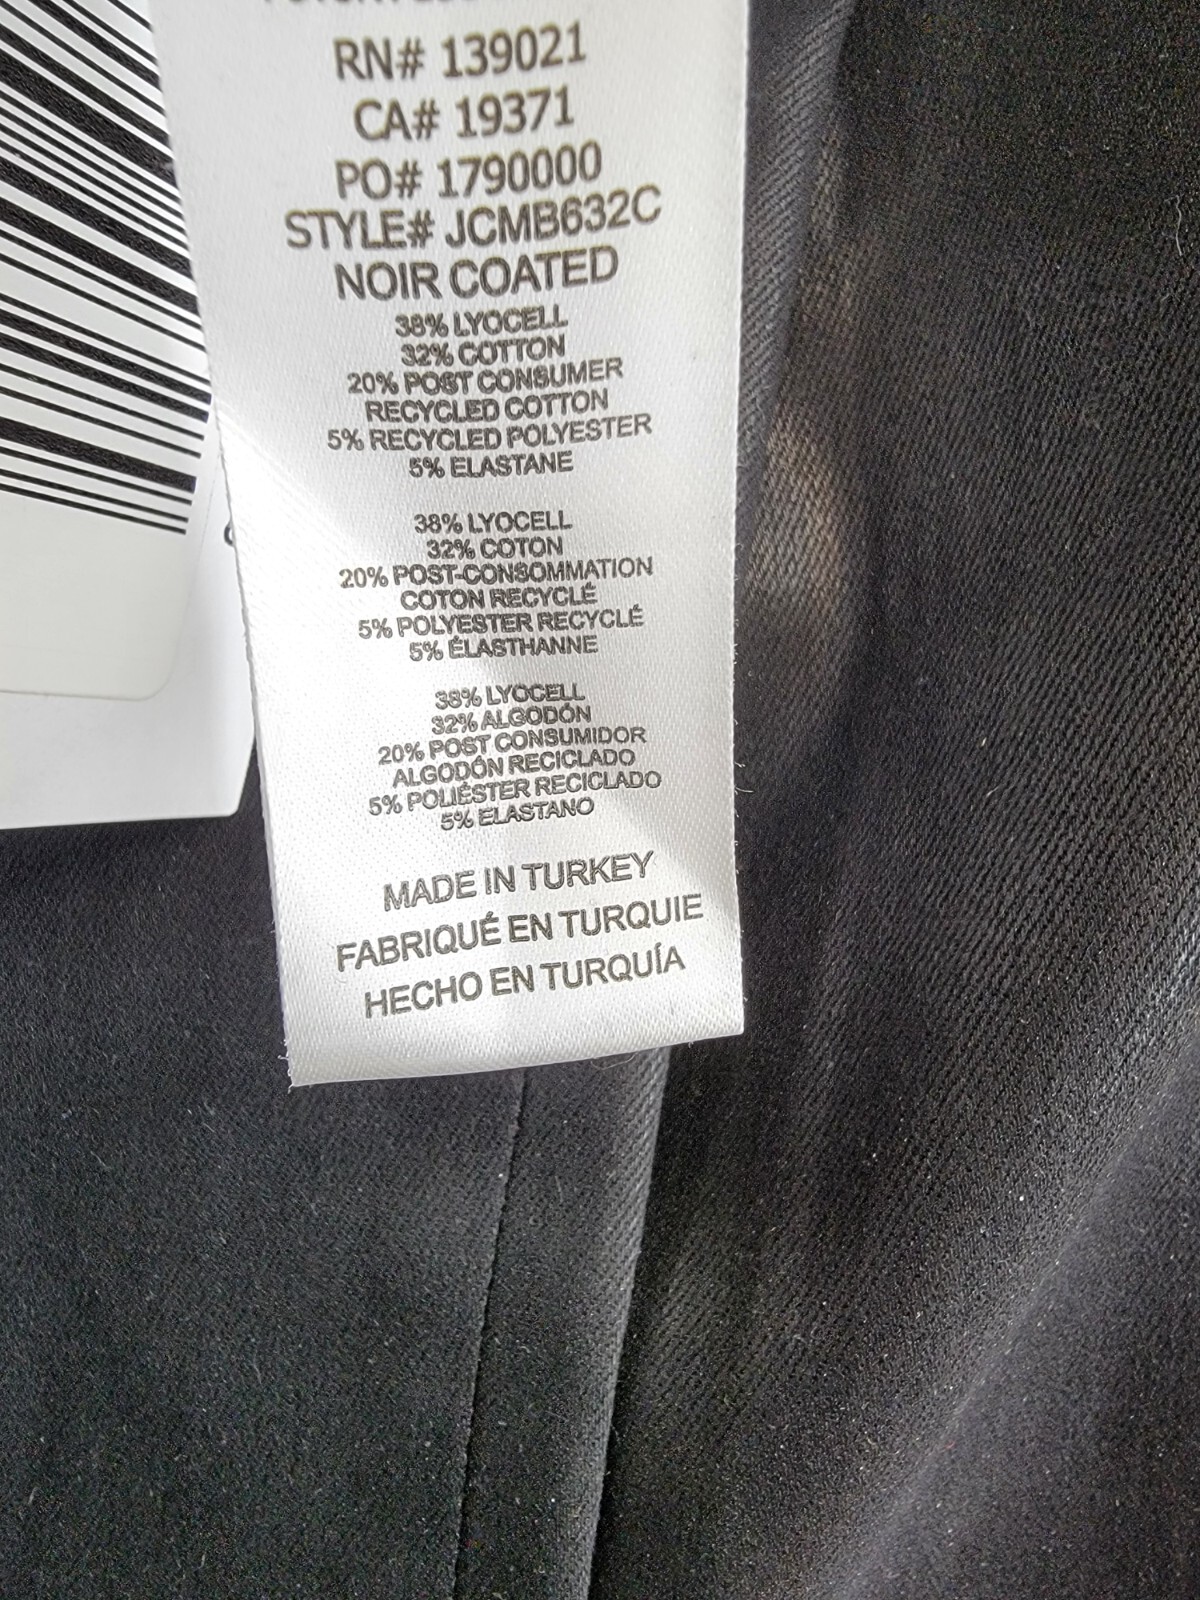 RN# 139021
CA# 19371
PO# 1790000
STYLE# JCMB632C
NOIR COATED
38% LYOCELL
32% COTTON
20% POST CONSUMER
RECYCLED COTTON
5% RECYCLED POLYESTER
5% ELASTANE
38% LYOCELL
32% COTON
20% POST-CONSOMMATION
COTON RECYCLÉ
5% POLYESTER RECYCLÉ
5% ÉLASTHANNE
38% LYOCELL
32% ALGODÓN
20% POST CONSUMIDOR
ALGODÓN RECICLADO
5% POLIÉSTER RECICLADO
5% ELASTANO
MADE IN TURKEY
FABRIQUÉ EN TURQUIE
HECHO EN TURQUÍA